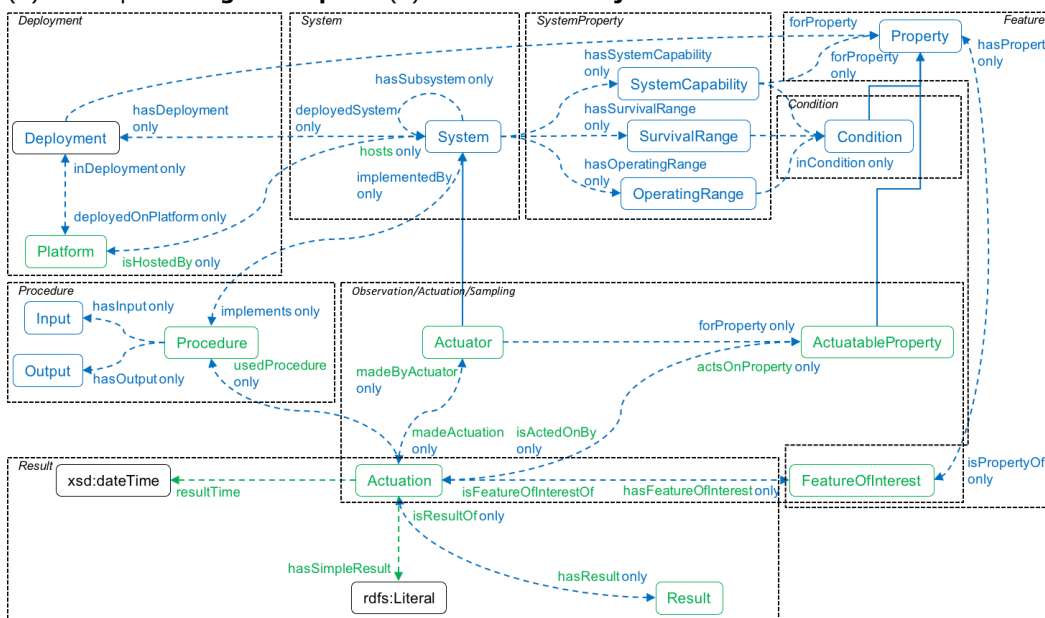 Deployment
System
SystemProperty
Feature
forProperty
Property
hasProperty
only
hasSystemCapability
only
forProperty
only
SystemCapability
hasSubsystem only
Condition
hasDeployment
only
deployedSystem
only
hasSurvivalRange
only
Deployment
System
SurvivalRange
Condition
hosts only
inDeployment only
implementedBy
only
hasOperatingRange
only
inCondition only
OperatingRange
deployedOnPlatform only
Platform
isHostedBy only
Procedure
Observation/Actuation/Sampling
hasInput only
Input
implements only
Procedure
Actuator
forProperty only
ActuatableProperty
Output
hasOutput only
usedProcedure
only
madeByActuator
only
actsOnProperty only
madeActuation
only
isActedOnBy
only
Result
isPropertyOf
only
xsd:dateTime
resultTime
Actuation
isFeatureOfInterestOf
hasFeatureOfInterest only
FeatureOfInterest
isResultOf only
hasSimpleResult
hasResult only
rdfs:Literal
Result